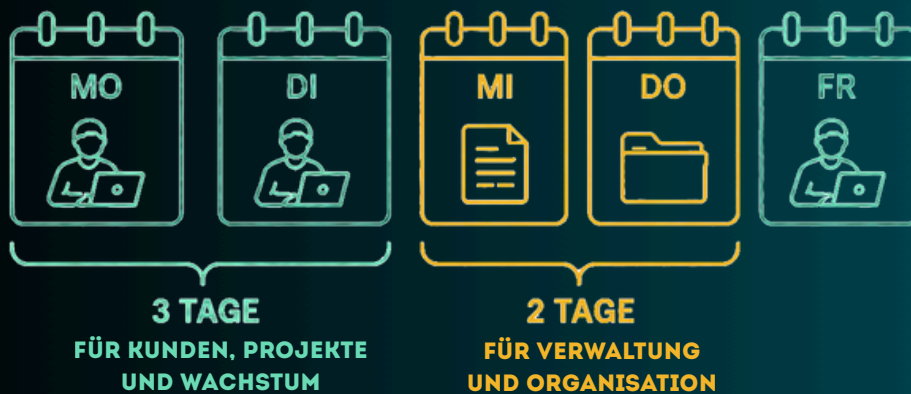 MO
DI
MI
DO
FR
3 TAGE
FÜR KUNDEN, PROJEKTE
UND WACHSTUM
2 TAGE
FÜR VERWALTUNG
UND ORGANISATION